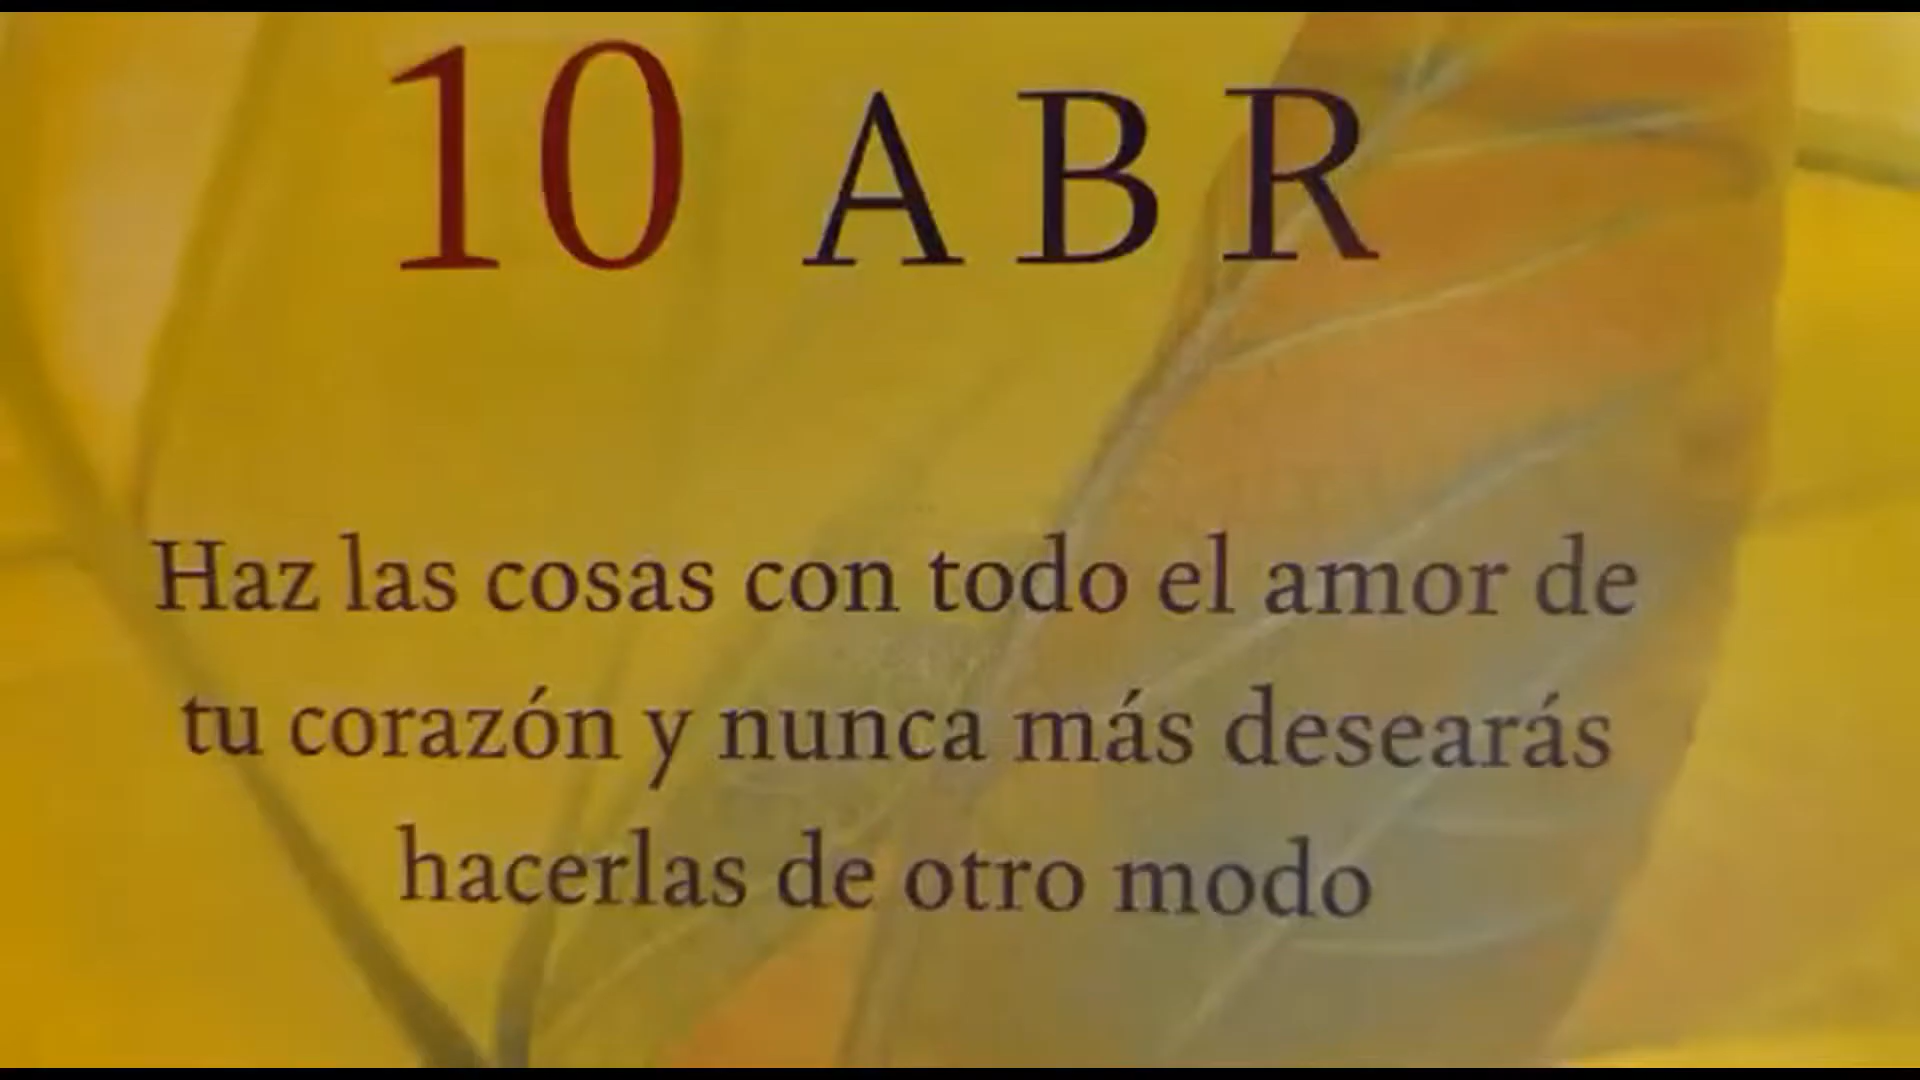 10 ABR
Haz las cosas con todo el amor de
tu corazón y nunca más desearás
hacerlas de otro modo